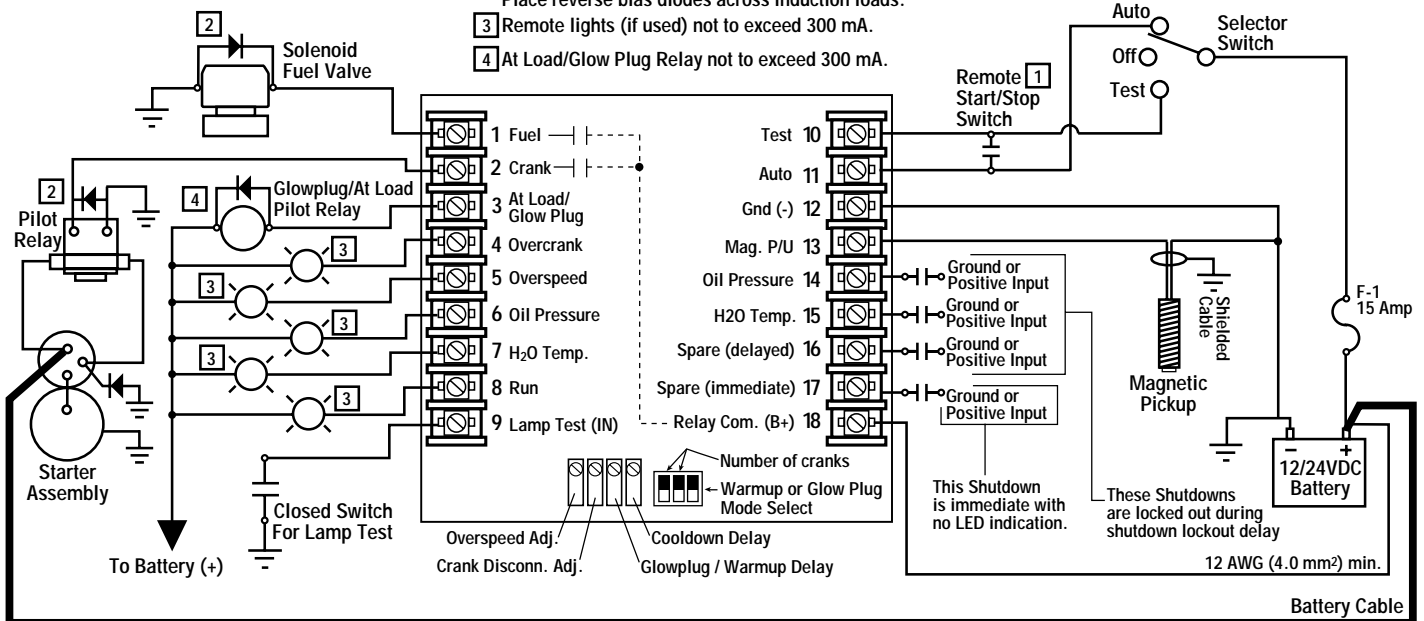 Place reverse bias diodes across induction loads.
3 Remote lights (if used) not to exceed 300 mA.
4 At Load/Glow Plug Relay not to exceed 300 mA.
2
Solenoid
Fuel Valve
Auto
Off
Test
Selector
Switch
Remote 1
Start/Stop
Switch
2
Pilot
Relay
4
Glowplug/At Load
Pilot Relay
3
3
3
3
3
Starter
Assembly
To Battery (+)
Closed Switch
For Lamp Test
1 Fuel
2 Crank
3 At Load/
Glow Plug
4 Overcrank
5 Overspeed
6 Oil Pressure
7 H2O Temp.
8 Run
9 Lamp Test (IN)
Test 10
Auto 11
Gnd (-) 12
Mag. P/U 13
Oil Pressure 14
H2O Temp. 15
Spare (delayed) 16
Spare (immediate) 17
Relay Com. (B+) 18
Number of cranks
Warmup or Glow Plug
Mode Select
Overspeed Adj.
Crank Disconn. Adj.
Cooldown Delay
Glowplug / Warmup Delay
Ground or
Positive Input
Ground or
Positive Input
Ground or
Positive Input
Ground or
Positive Input
This Shutdown
is immediate with
no LED indication.
These Shutdowns
are locked out during
shutdown lockout delay
Shielded
Cable
Magnetic
Pickup
F-1
15 Amp
− +
12/24VDC
Battery
12 AWG (4.0 mm2) min.
Battery Cable